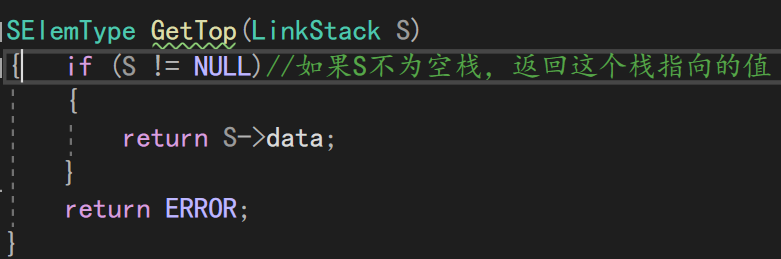 SElemType GetTop(LinkStack S)
{ if (S != NULL)//如果S不为空栈，返回这个栈指向的值
{
return S->data;
}
return ERROR;
}